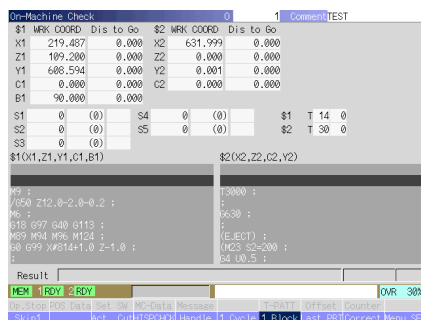 On-Machine Check 0 1 Comment TEST
$1 WRK COORD Dis to Go $2 WRK COORD Dis to Go
X1 219.487 0.000 X2 631.999 0.000
Z1 109.200 0.000 Z2 0.000 0.000
Y1 608.594 0.000 Y2 0.001 0.000
C1 0.000 0.000 C2 0.000 0.000
B1 90.000 0.000
S1 0 (0) S4 0 (0) $1 T 14 0
S2 0 (0) S5 0 (0) $2 T 30 0
S3 0 (0)
$1(X1,Z1,Y1,C1,B1) $2(X2,Z2,C2,Y2)
M9 ; T3000 ;
/G50 Z12.0-2.0-0.2 ; ;
M6 ; G630 ;
G18 G97 G40 G113 ; ;
M89 M94 M96 M124 ; (EJECT) ;
G0 G99 X#814+1.0 Z-1.0 ; (M23 S2=200 ;
; G4 U0.5 ;
Result
MEM 1 RDY 2 RDY OVR 30%
Op.Stop POS Data Set SW MC-Data Message T-PATT Offset Counter
Skip1 Act. Cut HISPCHCK Handle 1 Cycle 1 Block Last PRT Correct Menu